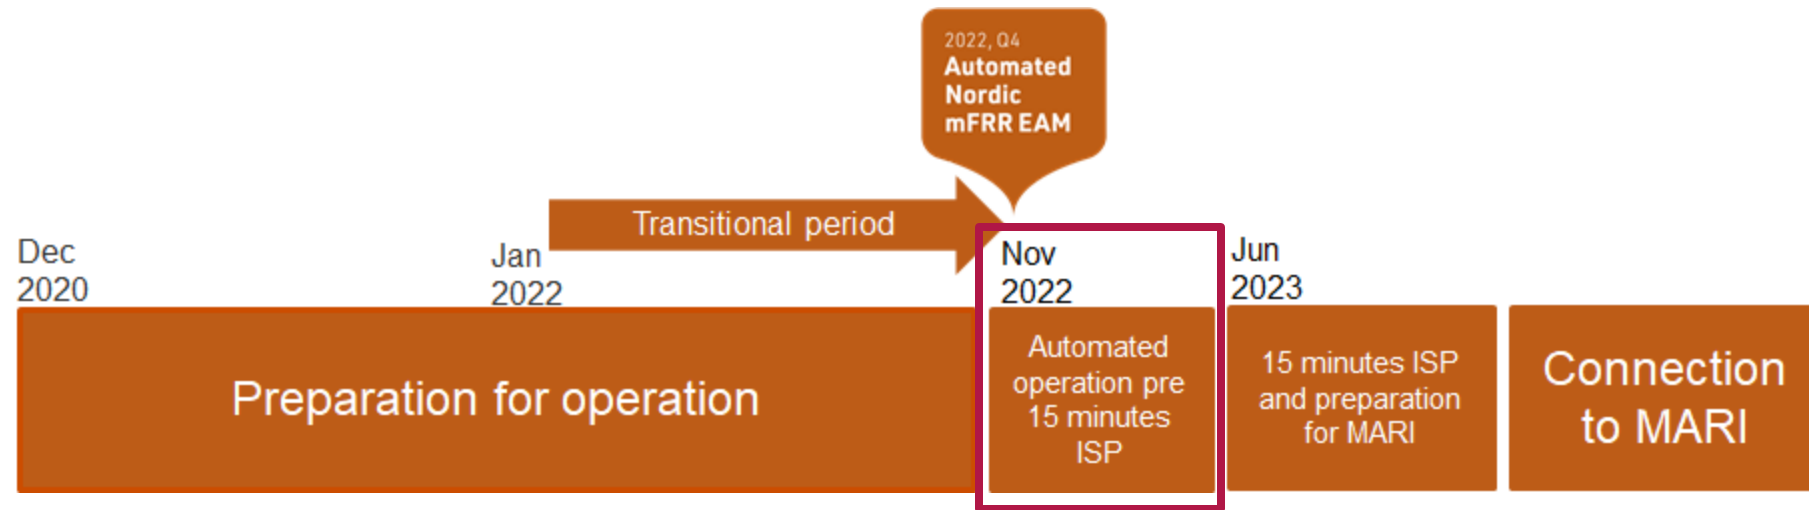 2022, Q4
Automated
Nordic
mFRR EAM
Transitional period
Dec
2020
Jan
2022
Nov
2022
Jun
2023
Preparation for operation
Automated
operation pre
15 minutes
ISP
15 minutes ISP
and preparation
for MARI
Connection
to MARI